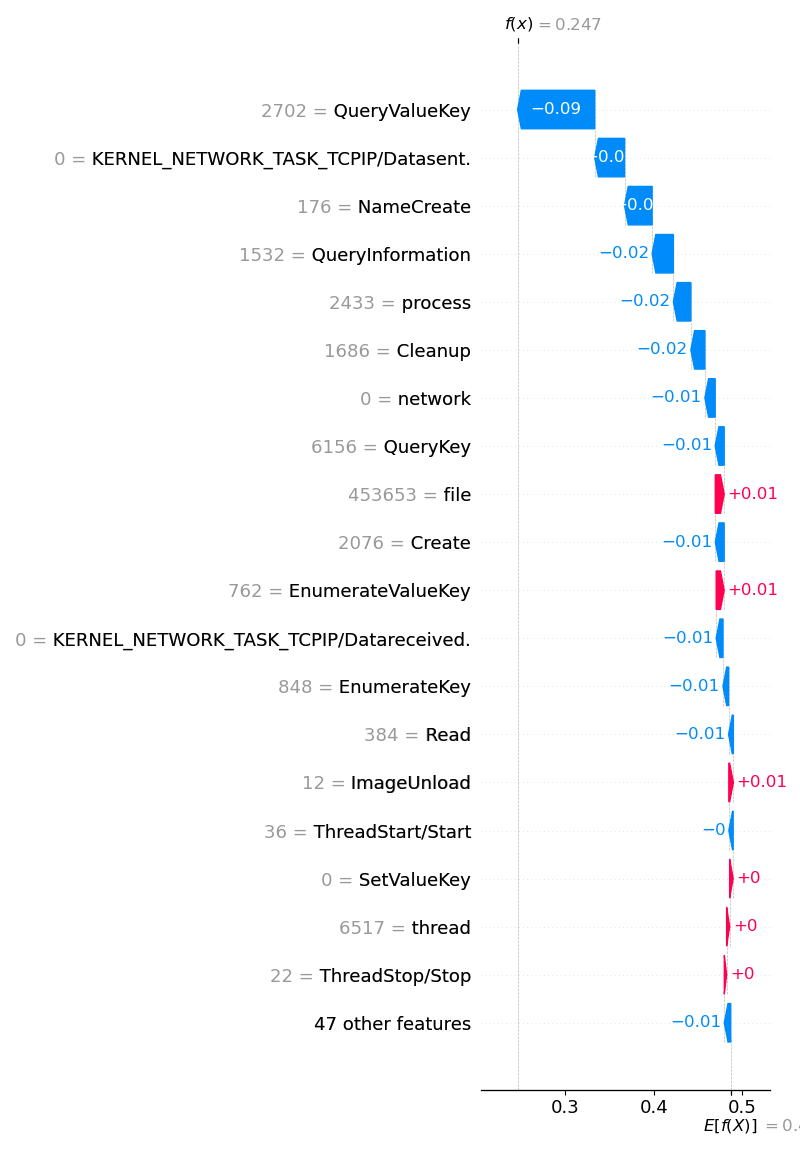 f(x) = 0.247
2702 = QueryValueKey −0.09
0 = KERNEL_NETWORK_TASK_TCPIP/Datasent. −0.0
176 = NameCreate −0.0
1532 = QueryInformation −0.02
2433 = process −0.02
1686 = Cleanup −0.02
0 = network −0.01
6156 = QueryKey −0.01
453653 = file +0.01
2076 = Create −0.01
762 = EnumerateValueKey +0.01
0 = KERNEL_NETWORK_TASK_TCPIP/Datareceived. −0.01
848 = EnumerateKey −0.01
384 = Read −0.01
12 = ImageUnload +0.01
36 = ThreadStart/Start −0
0 = SetValueKey +0
6517 = thread +0
22 = ThreadStop/Stop +0
47 other features −0.01
0.3 0.4 0.5
E[f(X)] = 0.4